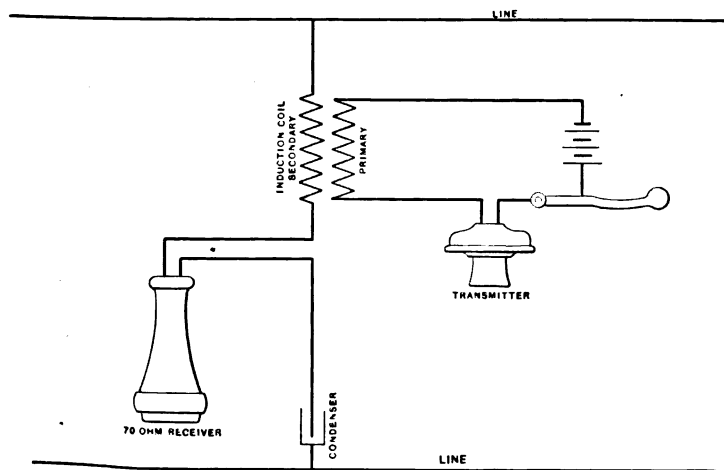 LINE
INDUCTION COIL
SECONDARY
PRIMARY
TRANSMITTER
70 OHM RECEIVER
CONDENSER
LINE